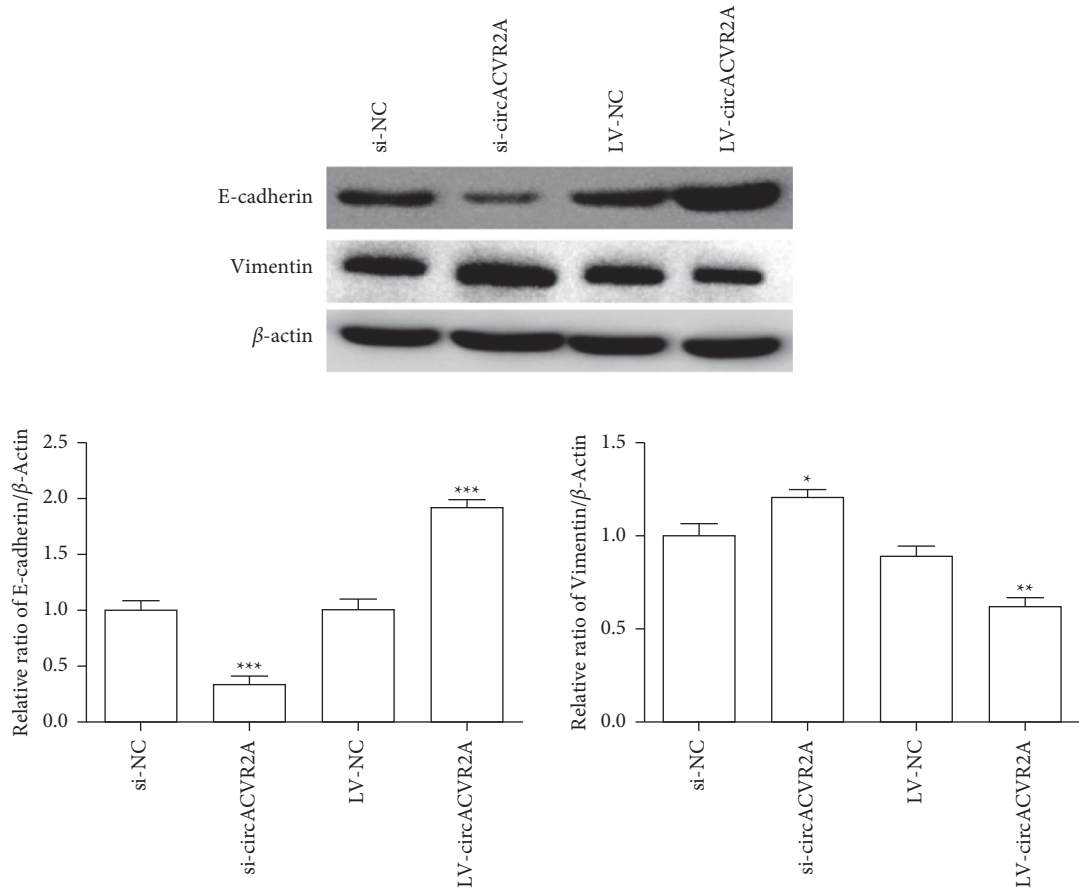 si-NC
si-circACVR2A
LV-NC
LV-circACVR2A
E-cadherin
Vimentin
β-actin
Relative ratio of E-cadherin/β-Actin
2.5
2.0
1.5
1.0
0.5
0.0
***
***
si-NC
si-circACVR2A
LV-NC
LV-circACVR2A
Relative ratio of Vimentin/β-Actin
1.5
1.0
0.5
0.0
*
**
si-NC
si-circACVR2A
LV-NC
LV-circACVR2A